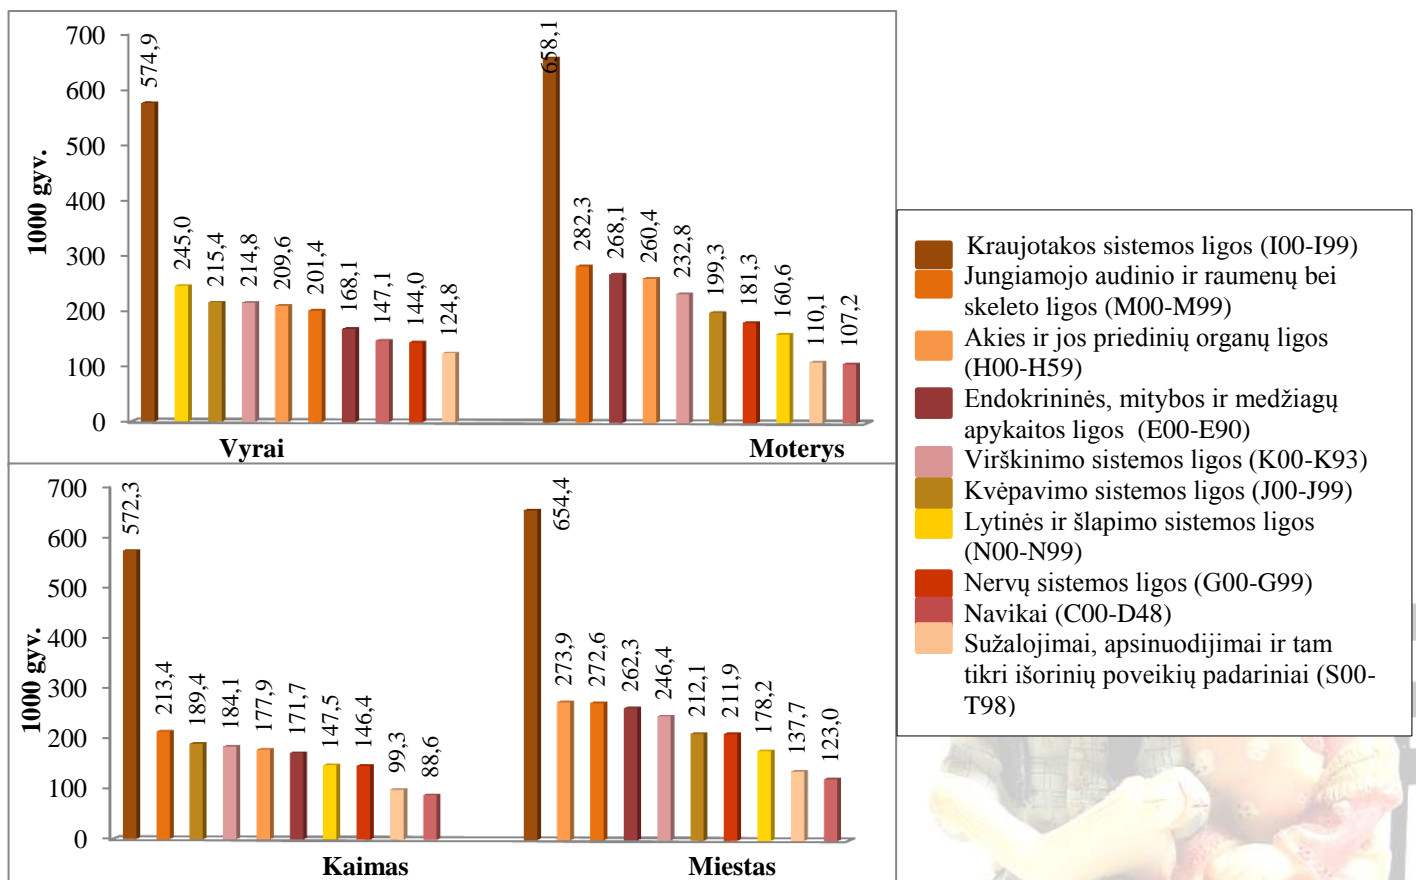 700
600
500
400
300
200
100
0
1000 gyv.
574,9
245,0
215,4
214,8
209,6
201,4
168,1
147,1
144,0
124,8
658,1
282,3
268,1
260,4
232,8
199,3
181,3
160,6
110,1
107,2
Vyrai
Moterys
700
600
500
400
300
200
100
0
1000 gyv.
572,3
213,4
189,4
184,1
177,9
171,7
147,5
146,4
99,3
88,6
654,4
273,9
272,6
262,3
246,4
212,1
211,9
178,2
137,7
123,0
Kaimas
Miestas
Kraujotakos sistemos ligos (I00-I99)
Jungiamojo audinio ir raumenų bei
skeleto ligos (M00-M99)
Akies ir jos priedinių organų ligos
(H00-H59)
Endokrininės, mitybos ir medžiagų
apykaitos ligos (E00-E90)
Virškinimo sistemos ligos (K00-K93)
Kvėpavimo sistemos ligos (J00-J99)
Lytinės ir šlapimo sistemos ligos
(N00-N99)
Nervų sistemos ligos (G00-G99)
Navikai (C00-D48)
Sužalojimai, apsinuodijimai ir tam
tikri išorinių poveikių padariniai (S00-
T98)